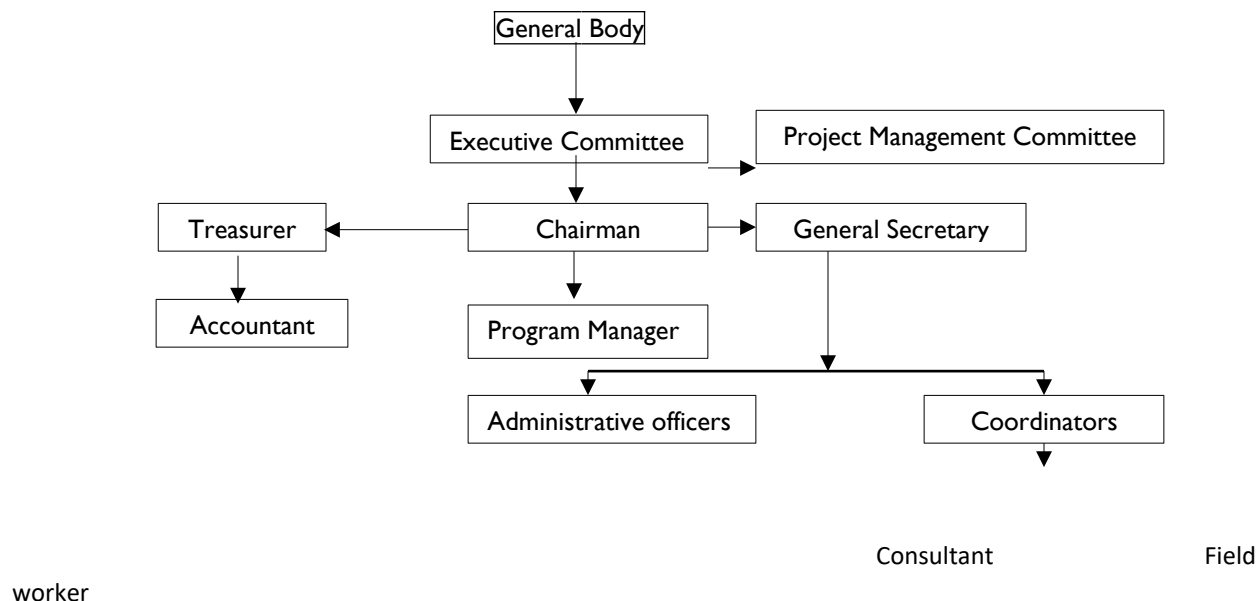 General Body
Executive Committee
Project Management Committee
Treasurer
Chairman
General Secretary
Accountant
Program Manager
Administrative officers
Coordinators
Consultant
Field
worker